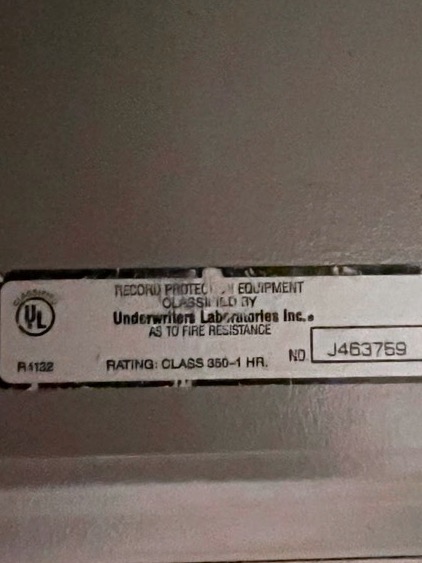 CLASSIFIED
UL
RECORD PROTECTION EQUIPMENT
CLASSIFIED BY
Underwriters Laboratories Inc.®
AS TO FIRE RESISTANCE
R4132
RATING: CLASS 350-1 HR.
NO J463759